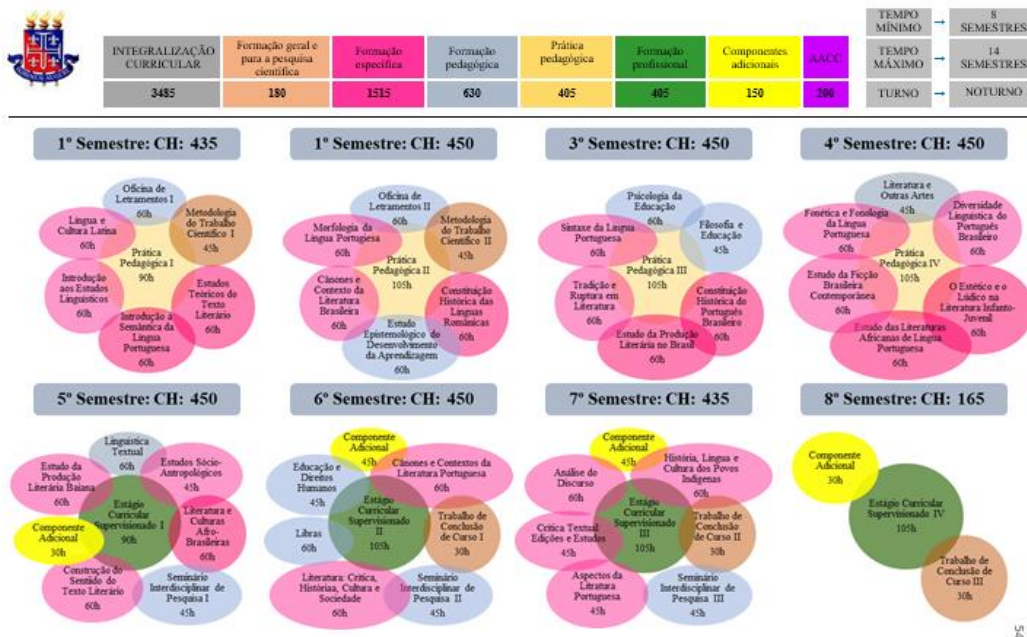 TEMPO
MÍNIMO
→
8
SEMESTRES
TEMPO
MÁXIMO
→
14
SEMESTRES
TURNO
→
NOTURNO
INTEGRALIZAÇÃO
CURRICULAR
3485
Formação geral e
para a pesquisa
científica
180
Formação
específica
1515
Formação
pedagógica
630
Prática
pedagógica
405
Formação
profissional
405
Componentes
adicionais
150
AACC
200
1º Semestre: CH: 435
Oficina de
Letramentos I
60h
Língua e
Cultura Latina
60h
Metodologia
do Trabalho
Científico I
45h
Prática
Pedagógica I
90h
Introdução
aos Estudos
Linguísticos
60h
Estudos
Teóricos do
Texto
Literário
60h
Introdução à
Semântica da
Língua
Portuguesa
60h
1º Semestre: CH: 450
Oficina de
Letramentos II
60h
Morfologia da
Língua Portuguesa
60h
Metodologia
do Trabalho
Científico II
45h
Prática
Pedagógica II
105h
Cânones e
Contexto da
Literatura
Brasileira
60h
Constituição
Histórica das
Línguas
Românicas
60h
Estudo
Epistemológico do
Desenvolvimento
da Aprendizagem
60h
3º Semestre: CH: 450
Psicologia da
Educação
60h
Sintaxe da Língua
Portuguesa
60h
Filosofia e
Educação
45h
Prática
Pedagógica III
105h
Tradição e
Ruptura em
Literatura
60h
Constituição
Histórica do
Português
Brasileiro
60h
Estudo da Produção
Literária no Brasil
60h
4º Semestre: CH: 450
Literatura e
Outras Artes
45h
Fonética e Fonologia
da Língua
Portuguesa
60h
Diversidade
Linguística do
Português
Brasileiro
60h
Prática
Pedagógica IV
105h
Estudo da Ficção
Brasileira
Contemporânea
60h
O Estético e o
Lúdico na
Literatura Infanto-
Juvenil
60h
Estudo das Literaturas
Africanas de Língua
Portuguesa
60h
5º Semestre: CH: 450
Linguística
Textual
60h
Estudo da
Produção
Literária Baiana
60h
Estudos Sócio-
Antropológicos
45h
Estágio
Curricular
Supervisionado I
90h
Componente
Adicional
30h
Literatura e
Culturas
Afro-
Brasileiras
60h
Construção do
Sentido do
Texto Literário
60h
Seminário
Interdisciplinar de
Pesquisa I
45h
6º Semestre: CH: 450
Componente
Adicional
45h
Educação e
Direitos
Humanos
45h
Cânones e Contextos da
Literatura Portuguesa
60h
Estágio
Curricular
Supervisionado
II
105h
Libras
60h
Trabalho de
Conclusão
de Curso I
30h
Literatura: Crítica,
Histórias, Cultura e
Sociedade
60h
Seminário
Interdisciplinar de
Pesquisa II
45h
7º Semestre: CH: 435
Componente
Adicional
45h
Análise do
Discurso
60h
História, Língua e
Cultura dos Povos
Indígenas
60h
Estágio
Curricular
Supervisionado
III
105h
Crítica Textual
Edições e Estudos
45h
Trabalho de
Conclusão
de Curso II
30h
Aspectos da
Litratura
Portuguesa
45h
Seminário
Interdisciplinar
de Pesquisa III
45h
8º Semestre: CH: 165
Componente
Adicional
30h
Estágio Curricular
Supervisionado IV
105h
Trabalho de
Conclusão de
Curso III
30h